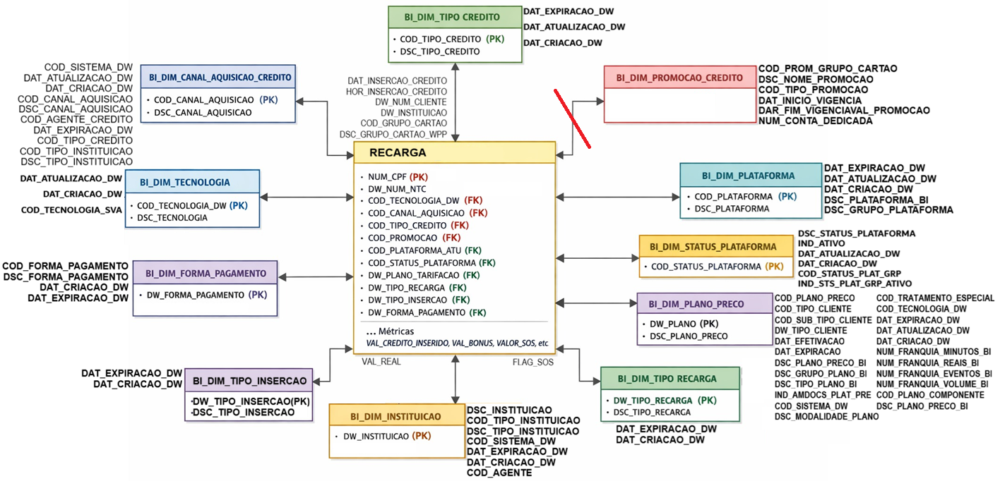 BI_DIM_TIPO CREDITO
• COD_TIPO_CREDITO (PK)
• DSC_TIPO_CREDITO
DAT_EXPIRACAO_DW
DAT_ATUALIZACAO_DW
DAT_CRIACAO_DW
COD_SISTEMA_DW
DAT_ATUALIZACAO_DW
DAT_CRIACAO_DW
COD_CANAL_AQUISICAO
DSC_CANAL_AQUISICAO
COD_AGENTE_CREDITO
DAT_EXPIRACAO_DW
COD_TIPO_CREDITO
COD_TIPO_INSTITUICAO
DSC_TIPO_INSTITUICAO
BI_DIM_CANAL_AQUISICAO_CREDITO
• COD_CANAL_AQUISICAO (PK)
• DSC_CANAL_AQUISICAO
DAT_INSERCAO_CREDITO
HOR_INSERCAO_CREDITO
DW_NUM_CLIENTE
DW_INSTITUICAO
COD_GRUPO_CARTAO
DSC_GRUPO_CARTAO_WPP
BI_DIM_PROMOCAO_CREDITO
COD_PROM_GRUPO_CARTAO
DSC_NOME_PROMOCAO
COD_TIPO_PROMOCAO
DAT_INICIO_VIGENCIA
DAR_FIM_VIGENCIAVAL_PROMOCAO
NUM_CONTA_DEDICADA
DAT_ATUALIZACAO_DW
DAT_CRIACAO_DW
COD_TECNOLOGIA_SVA
BI_DIM_TECNOLOGIA
• COD_TECNOLOGIA_DW (PK)
• DSC_TECNOLOGIA
RECARGA
• NUM_CPF (PK)
• DW_NUM_NTC
• COD_TECNOLOGIA_DW (FK)
• COD_CANAL_AQUISICAO (FK)
• COD_TIPO_CREDITO (FK)
• COD_PROMOCAO (FK)
• COD_PLATAFORMA_ATU (FK)
• COD_STATUS_PLATAFORMA (FK)
• DW_PLANO_TARIFACAO (FK)
• DW_TIPO_RECARGA (FK)
• DW_TIPO_INSERCAO (FK)
• DW_FORMA_PAGAMENTO (FK)
... Métricas
VAL_CREDITO_INSERIDO, VAL_BONUS, VALOR_SOS, etc
VAL_REAL
FLAG_SOS
BI_DIM_PLATAFORMA
• COD_PLATAFORMA (PK)
• DSC_PLATAFORMA
DAT_EXPIRACAO_DW
DAT_ATUALIZACAO_DW
DAT_CRIACAO_DW
DSC_PLATAFORMA_BI
DSC_GRUPO_PLATAFORMA
BI_DIM_STATUS_PLATAFORMA
• COD_STATUS_PLATAFORMA (PK)
DSC_STATUS_PLATAFORMA
IND_ATIVO
DAT_ATUALIZACAO_DW
DAT_CRIACAO_DW
COD_STATUS_PLAT_GRP
IND_STS_PLAT_GRP_ATIVO
COD_FORMA_PAGAMENTO
DSC_FORMA_PAGAMENTO
DAT_CRIACAO_DW
DAT_EXPIRACAO_DW
BI_DIM_FORMA_PAGAMENTO
• DW_FORMA_PAGAMENTO (PK)
BI_DIM_PLANO_PRECO
• DW_PLANO (PK)
• DSC_PLANO_PRECO
COD_PLANO_PRECO COD_TRATAMENTO_ESPECIAL
COD_TIPO_CLIENTE COD_TECNOLOGIA_DW
COD_SUB_TIPO_CLIENTE DAT_EXPIRACAO_DW
DW_TIPO_CLIENTE DAT_ATUALIZACAO_DW
DAT_EFETIVACAO DAT_CRIACAO_DW
DAT_EXPIRACAO NUM_FRANQUIA_MINUTOS_BI
DSC_PLANO_PRECO_BI NUM_FRANQUIA_REAIS_BI
DSC_GRUPO_PLANO_BI NUM_FRANQUIA_EVENTOS_BI
DSC_TIPO_PLANO_BI NUM_FRANQUIA_VOLUME_BI
IND_AMDOCS_PLAT_PRE COD_PLANO_COMPONENTE
COD_SISTEMA_DW DSC_PLANO_PRECO_BI
DSC_MODALIDADE_PLANO
DAT_EXPIRACAO_DW
DAT_CRIACAO_DW
BI_DIM_TIPO_INSERCAO
·DW_TIPO_INSERCAO(PK)
·DSC_TIPO_INSERCAO
BI_DIM_INSTITUICAO
• DW_INSTITUICAO (PK)
DSC_INSTITUICAO
COD_TIPO_INSTITUICAO
DSC_TIPO_INSTITUICAO
COD_SISTEMA_DW
DAT_EXPIRACAO_DW
DAT_CRIACAO_DW
COD_AGENTE
BI_DIM_TIPO RECARGA
• DW_TIPO_RECARGA (PK)
• DSC_TIPO_RECARGA
DAT_EXPIRACAO_DW
DAT_CRIACAO_DW